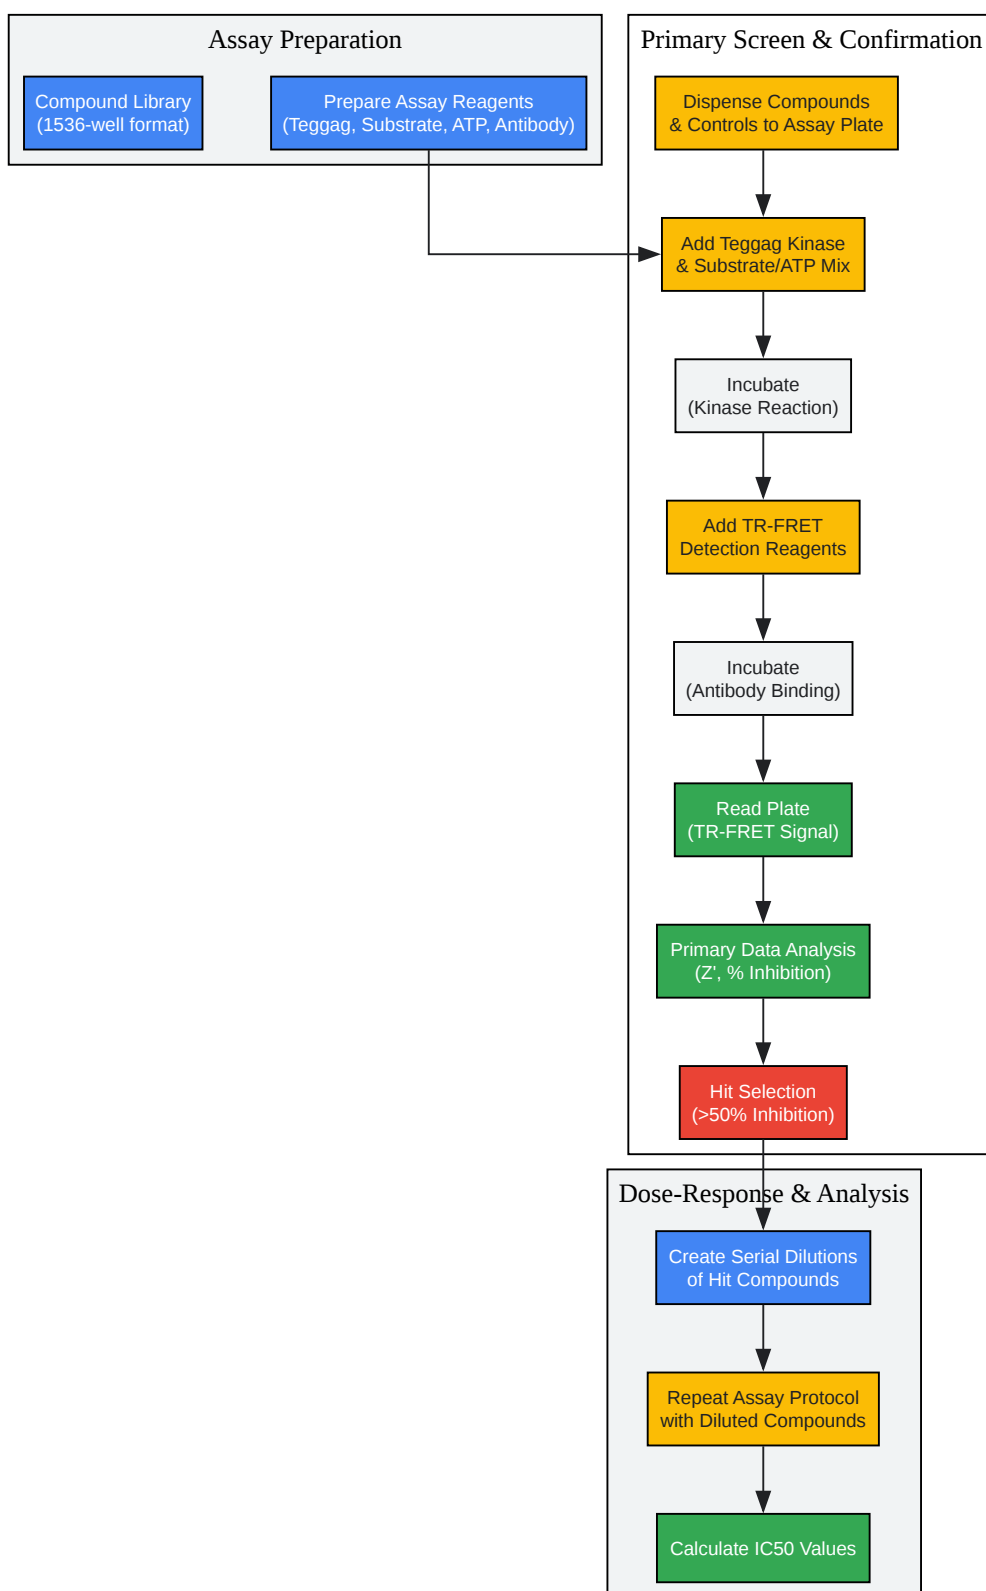 Assay Preparation
Compound Library
(1536-well format)
Prepare Assay Reagents
(Teggag, Substrate, ATP, Antibody)
Primary Screen & Confirmation
Dispense Compounds
& Controls to Assay Plate
Add Teggag Kinase
& Substrate/ATP Mix
Incubate
(Kinase Reaction)
Add TR-FRET
Detection Reagents
Incubate
(Antibody Binding)
Read Plate
(TR-FRET Signal)
Primary Data Analysis
(Z', % Inhibition)
Hit Selection
(>50% Inhibition)
Dose-Response & Analysis
Create Serial Dilutions
of Hit Compounds
Repeat Assay Protocol
with Diluted Compounds
Calculate IC50 Values